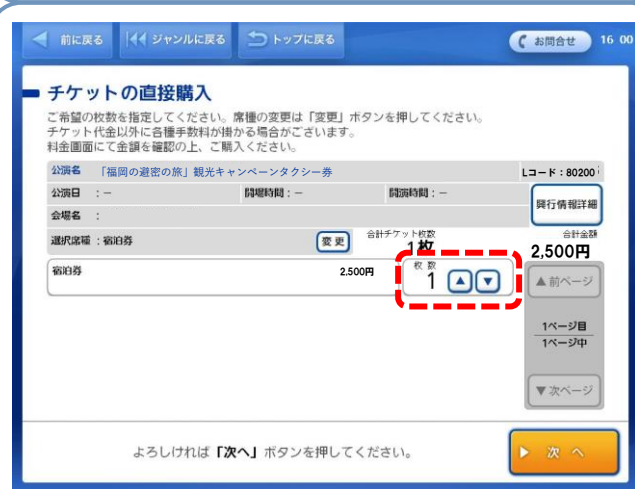 前に戻る ジャンルに戻る トップに戻る お問合せ 16 00
チケットの直接購入
ご希望の枚数を指定してください。席種の変更は「変更」ボタンを押してください。
チケット代金以外に各種手数料が掛かる場合がございます。
料金画面にて金額を確認の上、ご購入ください。
公演名 「福岡の避密の旅」観光キャンペーンタクシー券 Lコード:80200
公演日 :- 開場時間:- 開演時間:-
興行情報詳細
会場名 :
選択席種 :宿泊券 変更 合計チケット枚数 1枚 合計金額 2,500円
宿泊券 2,500円 枚数 1 ▲ ▼
▲前ページ
1ページ目
1ページ中
▼次ページ
よろしければ「次へ」ボタンを押してください。 次へ